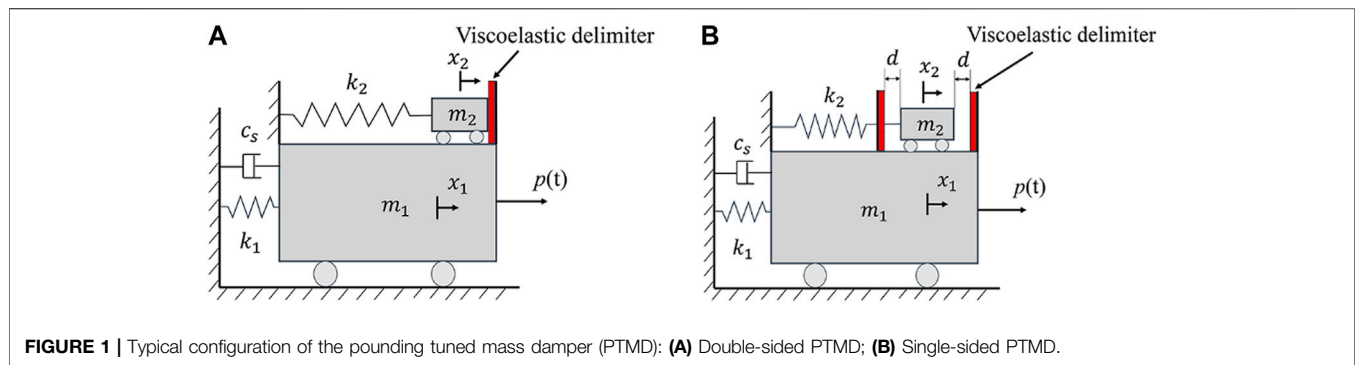 A
Viscoelastic delimiter
x₂
k₂
m₂
cₛ
x₁
m₁
p(t)
k₁
B
Viscoelastic delimiter
d
x₂
d
k₂
m₂
cₛ
x₁
m₁
p(t)
k₁
FIGURE 1 | Typical configuration of the pounding tuned mass damper (PTMD): (A) Double-sided PTMD; (B) Single-sided PTMD.